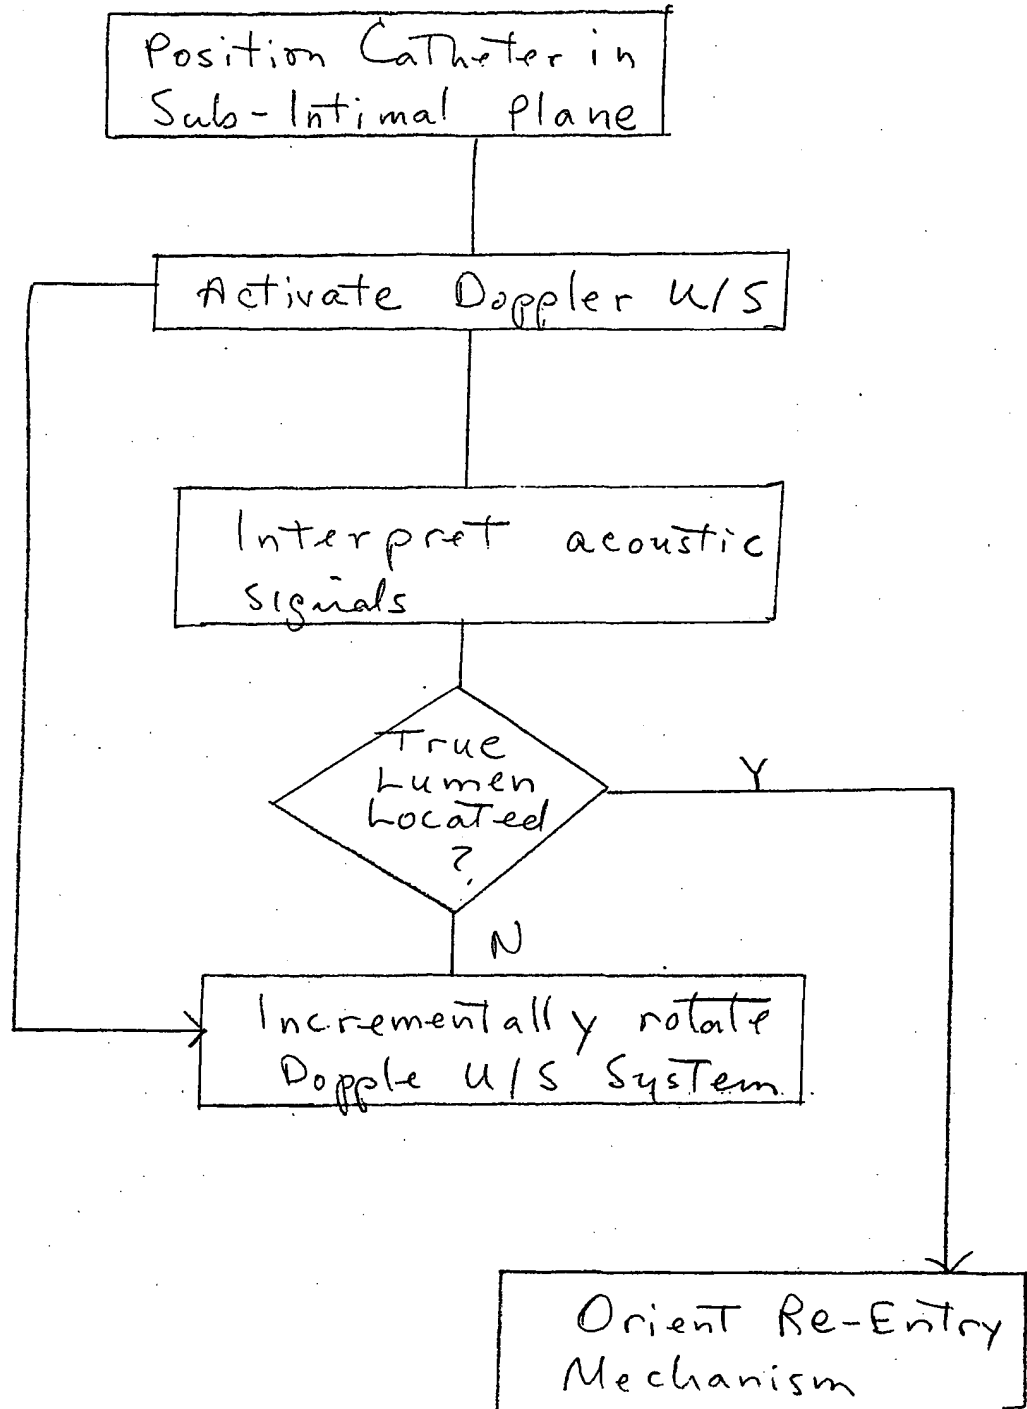 Position Catheter in
Sub-Intimal Plane
Activate Doppler U/S
Interpret acoustic
signals
True
Lumen
Located
?
Y
N
Incrementally rotate
Dopple U/S System
Orient Re-Entry
Mechanism